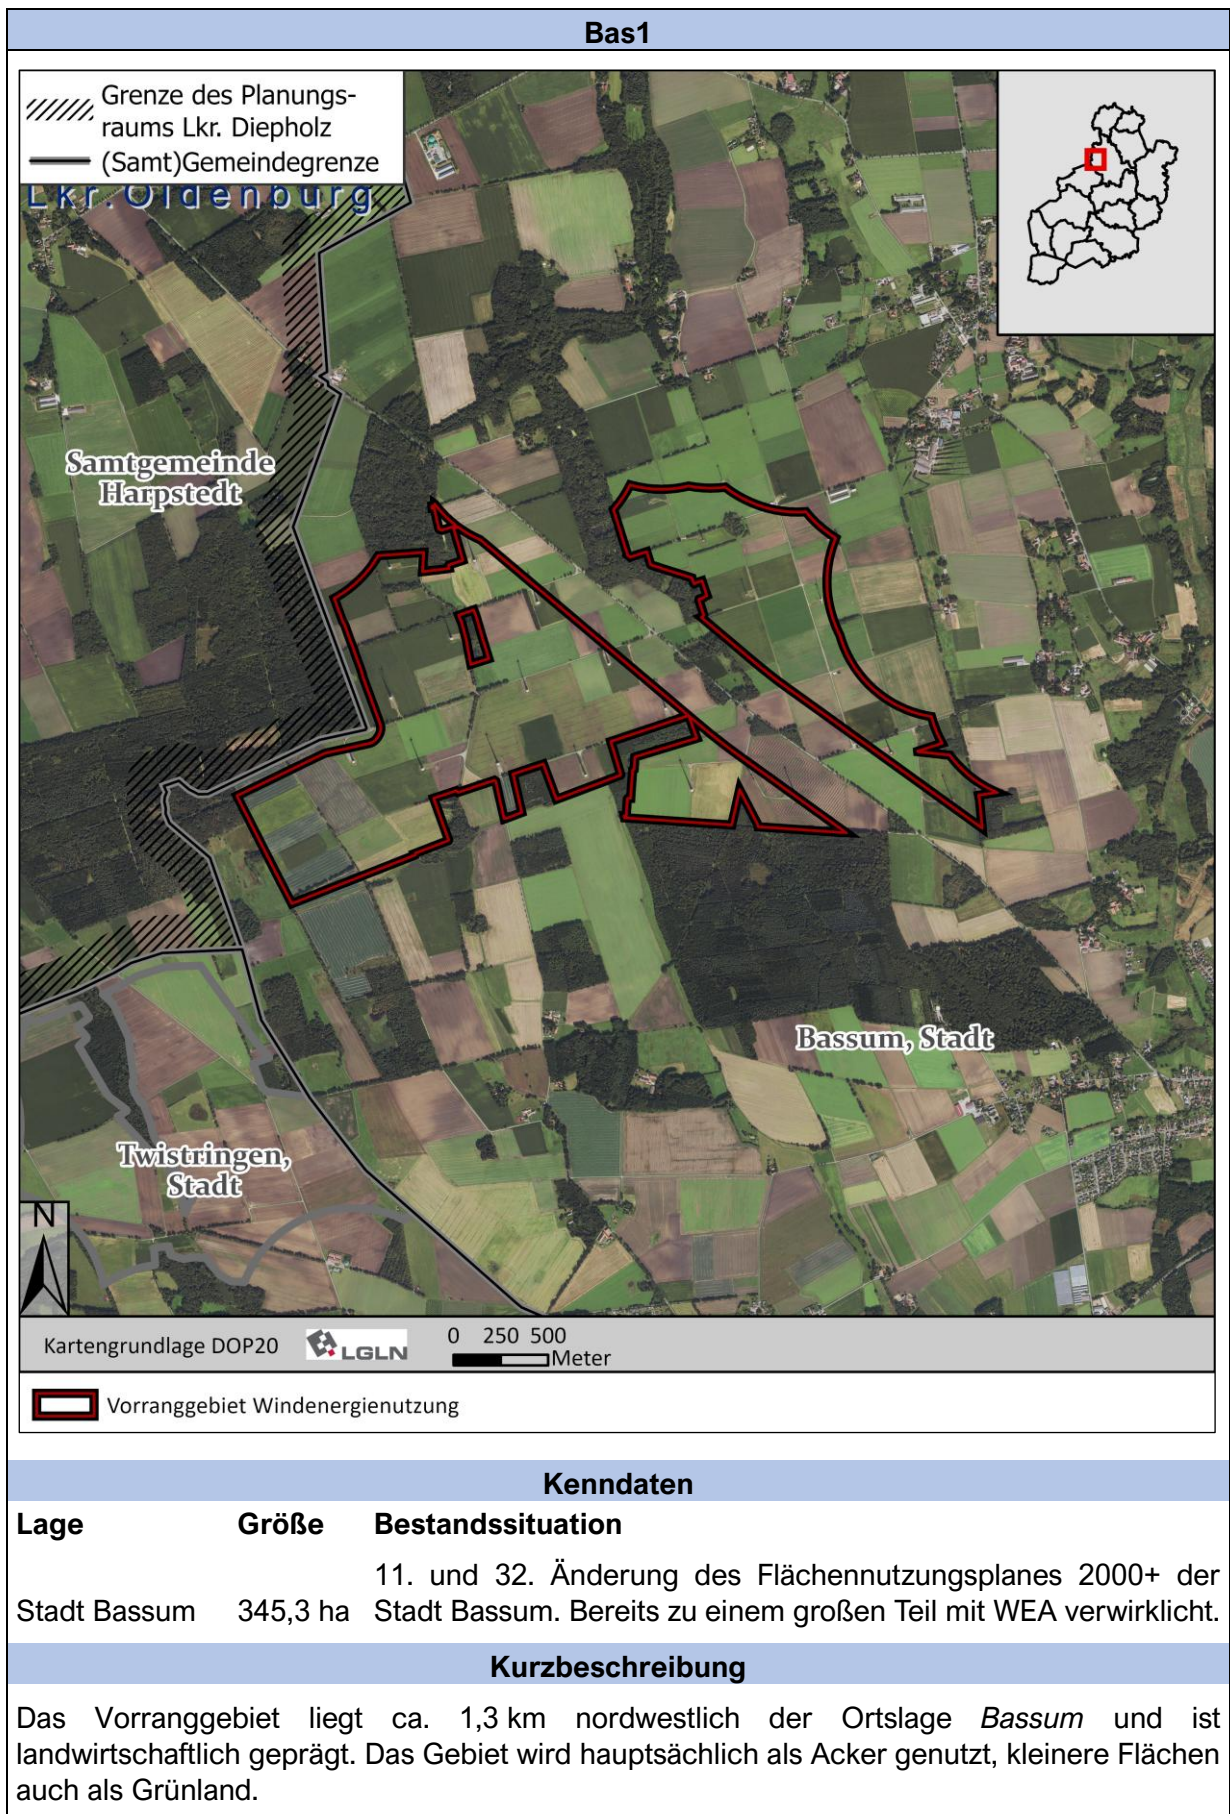 Bas1
Grenze des Planungs-
raums Lkr. Diepholz
(Samt)Gemeindegrenze
Lkr. Oldenburg
Samtgemeinde
Harpstedt
Bassum, Stadt
Twistringen,
Stadt
N
Kartengrundlage DOP20
LGLN
0 250 500
Meter
Vorranggebiet Windenergienutzung
Kenndaten
Lage Größe Bestandssituation
11. und 32. Änderung des Flächennutzungsplanes 2000+ der
Stadt Bassum 345,3 ha Stadt Bassum. Bereits zu einem großen Teil mit WEA verwirklicht.
Kurzbeschreibung
Das Vorranggebiet liegt ca. 1,3 km nordwestlich der Ortslage Bassum und ist
landwirtschaftlich geprägt. Das Gebiet wird hauptsächlich als Acker genutzt, kleinere Flächen
auch als Grünland.